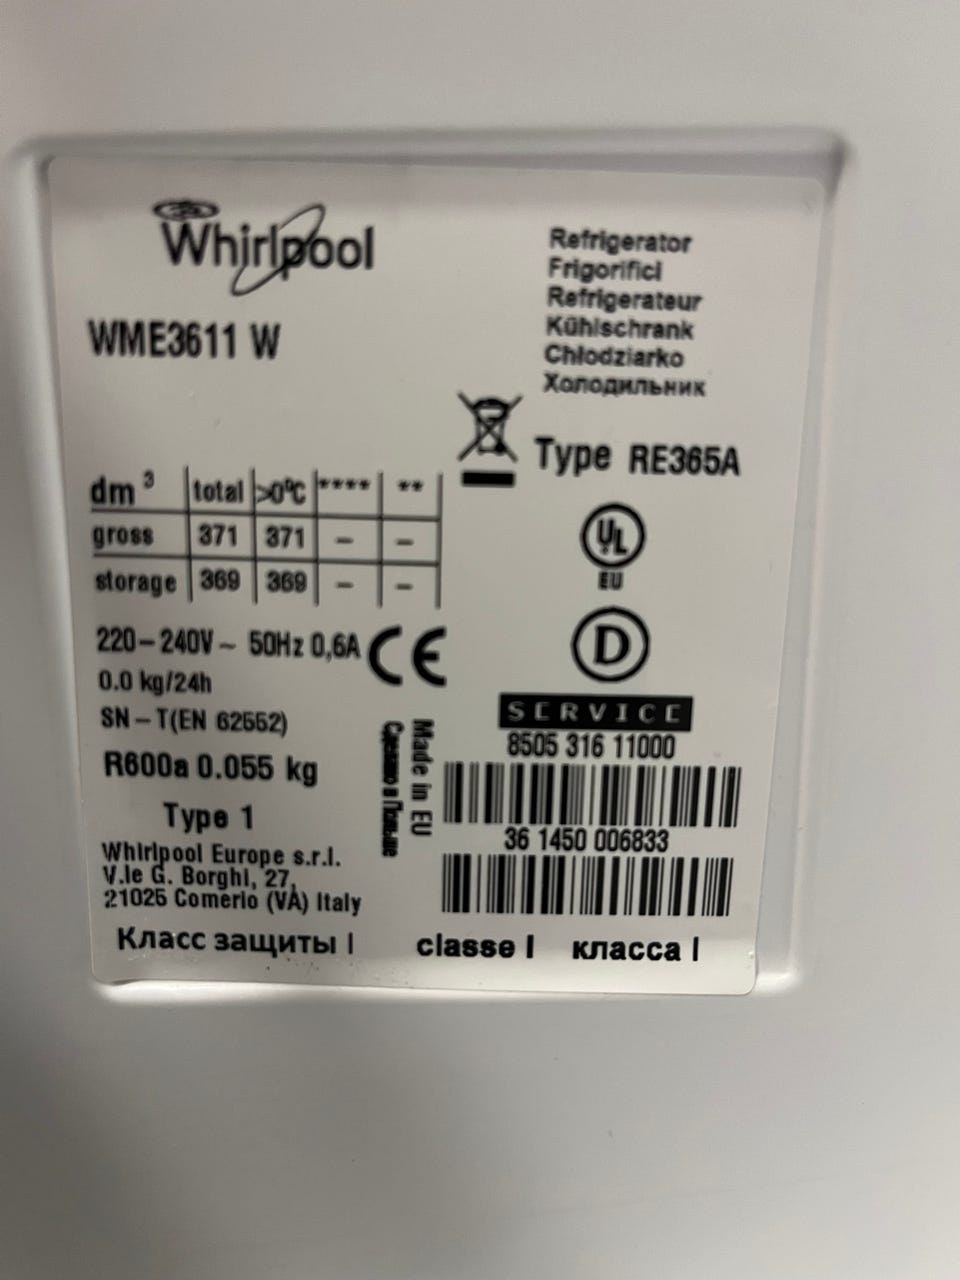 Whirlpool
WME3611 W
Refrigerator
Frigorifici
Refrigerateur
Kühlschrank
Chłodziarko
Холодильник
Type RE365A
dm³ total >0°C **** **
gross 371 371 – –
storage 369 369 – –
220–240V~ 50Hz 0,6A CE
0.0 kg/24h
SN–T(EN 62552)
R600a 0.055 kg
Type 1
Whirlpool Europe s.r.l.
V.le G. Borghi, 27,
21025 Comerio (VA) Italy
Made in EU
Сделано в Польше
UL
EU
D
SERVICE
8505 316 11000
36 1450 006833
Класс защиты I classe I класса I